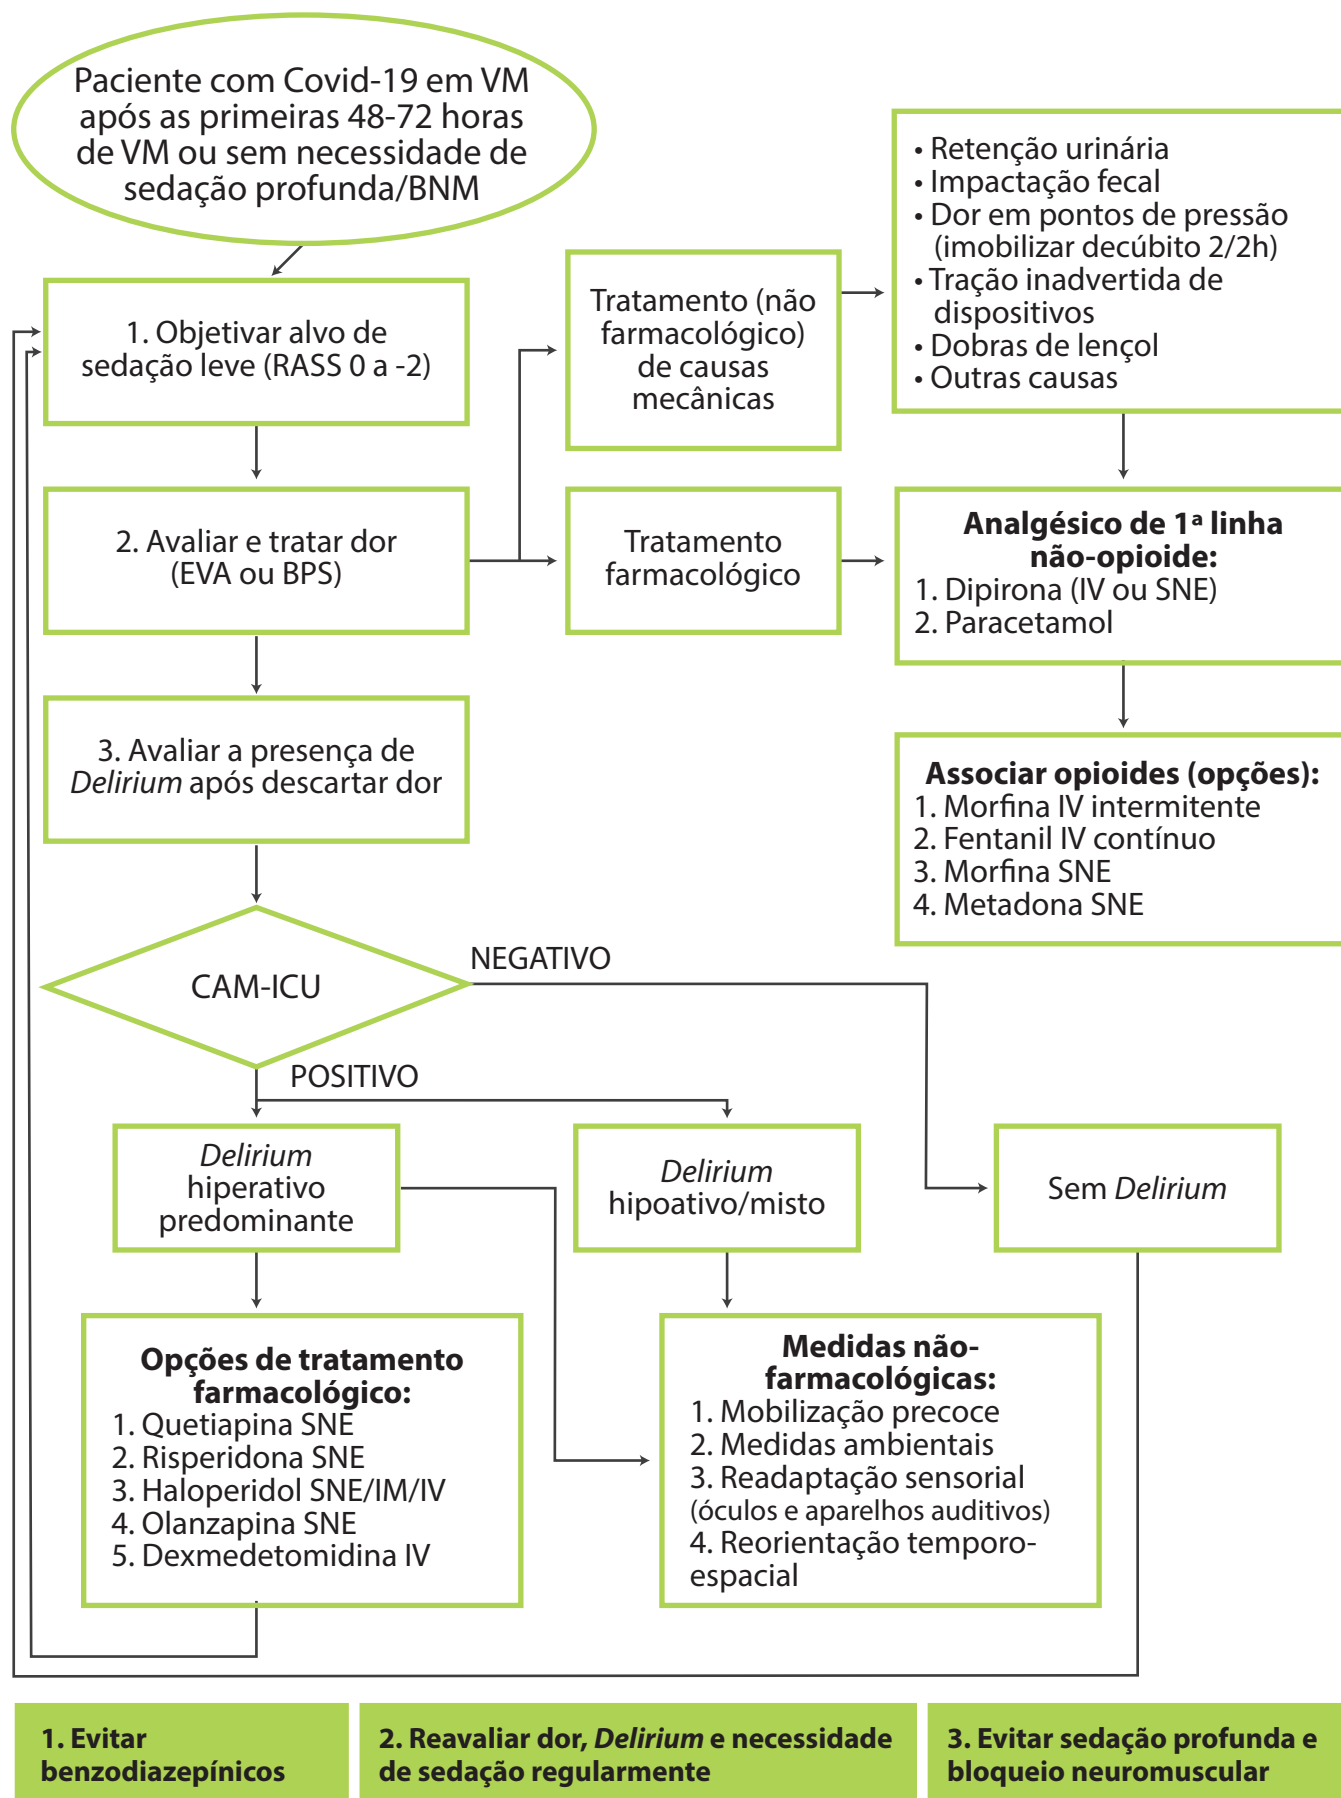 Paciente com Covid-19 em VM
após as primeiras 48-72 horas
de VM ou sem necessidade de
sedação profunda/BNM
1. Objetivar alvo de
sedação leve (RASS 0 a -2)
2. Avaliar e tratar dor
(EVA ou BPS)
3. Avaliar a presença de
Delirium após descartar dor
Tratamento (não
farmacológico)
de causas
mecânicas
Tratamento
farmacológico
• Retenção urinária
• Impactação fecal
• Dor em pontos de pressão
(imobilizar decúbito 2/2h)
• Tração inadvertida de
dispositivos
• Dobras de lençol
• Outras causas
Analgésico de 1ª linha
não-opioide:
1. Dipirona (IV ou SNE)
2. Paracetamol
Associar opioides (opções):
1. Morfina IV intermitente
2. Fentanil IV contínuo
3. Morfina SNE
4. Metadona SNE
CAM-ICU
NEGATIVO
POSITIVO
Delirium
hiperativo
predominante
Delirium
hipoativo/misto
Sem Delirium
Opções de tratamento
farmacológico:
1. Quetiapina SNE
2. Risperidona SNE
3. Haloperidol SNE/IM/IV
4. Olanzapina SNE
5. Dexmedetomidina IV
Medidas não-
farmacológicas:
1. Mobilização precoce
2. Medidas ambientais
3. Readaptação sensorial
(óculos e aparelhos auditivos)
4. Reorientação temporo-
espacial
1. Evitar
benzodiazepínicos
2. Reavaliar dor, Delirium e necessidade
de sedação regularmente
3. Evitar sedação profunda e
bloqueio neuromuscular